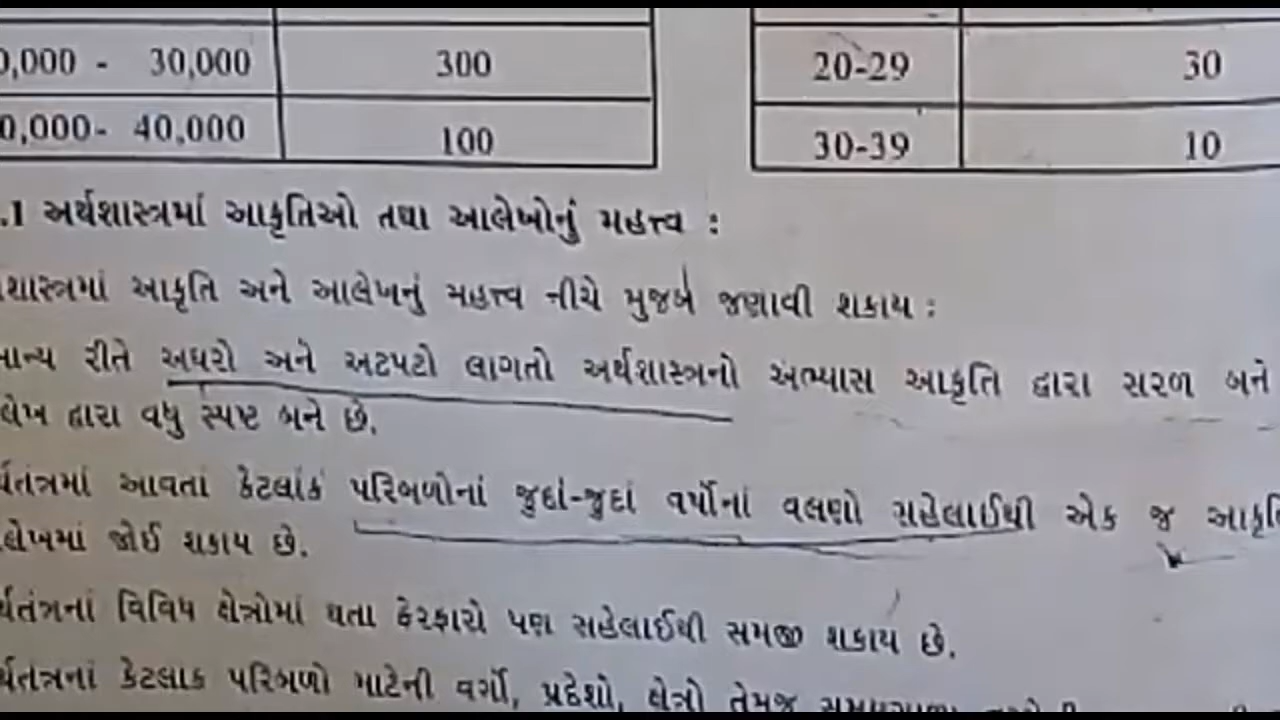 0,000 - 30,000 300
0,000- 40,000 100
20-29 30
30-39 10
.1 અર્થશાસ્ત્રમાં આકૃતિઓ તથા આલેખોનું મહત્ત્વ :
શાસ્ત્રમાં આકૃતિ અને આલેખનું મહત્ત્વ નીચે મુજબ જણાવી શકાય :
માન્ય રીતે અઘરો અને અટપટો લાગતો અર્થશાસ્ત્રનો અભ્યાસ આકૃતિ દ્વારા સરળ બને
લેખ દ્વારા વધુ સ્પષ્ટ બને છે.
ર્થતંત્રમાં આવતાં કેટલાંક પરિબળોનાં જુદાં-જુદાં વર્ષોનાં વલણો સહેલાઈથી એક જ આકૃતિ
લેખમાં જોઈ શકાય છે.
ર્થતંત્રનાં વિવિધ ક્ષેત્રોમાં થતા ફેરફારો પણ સહેલાઈથી સમજી શકાય છે.
ર્થતંત્રનાં કેટલાક પરિબળો માટેની વર્ગો, પ્રદેશો, ક્ષેત્રો તેમજ